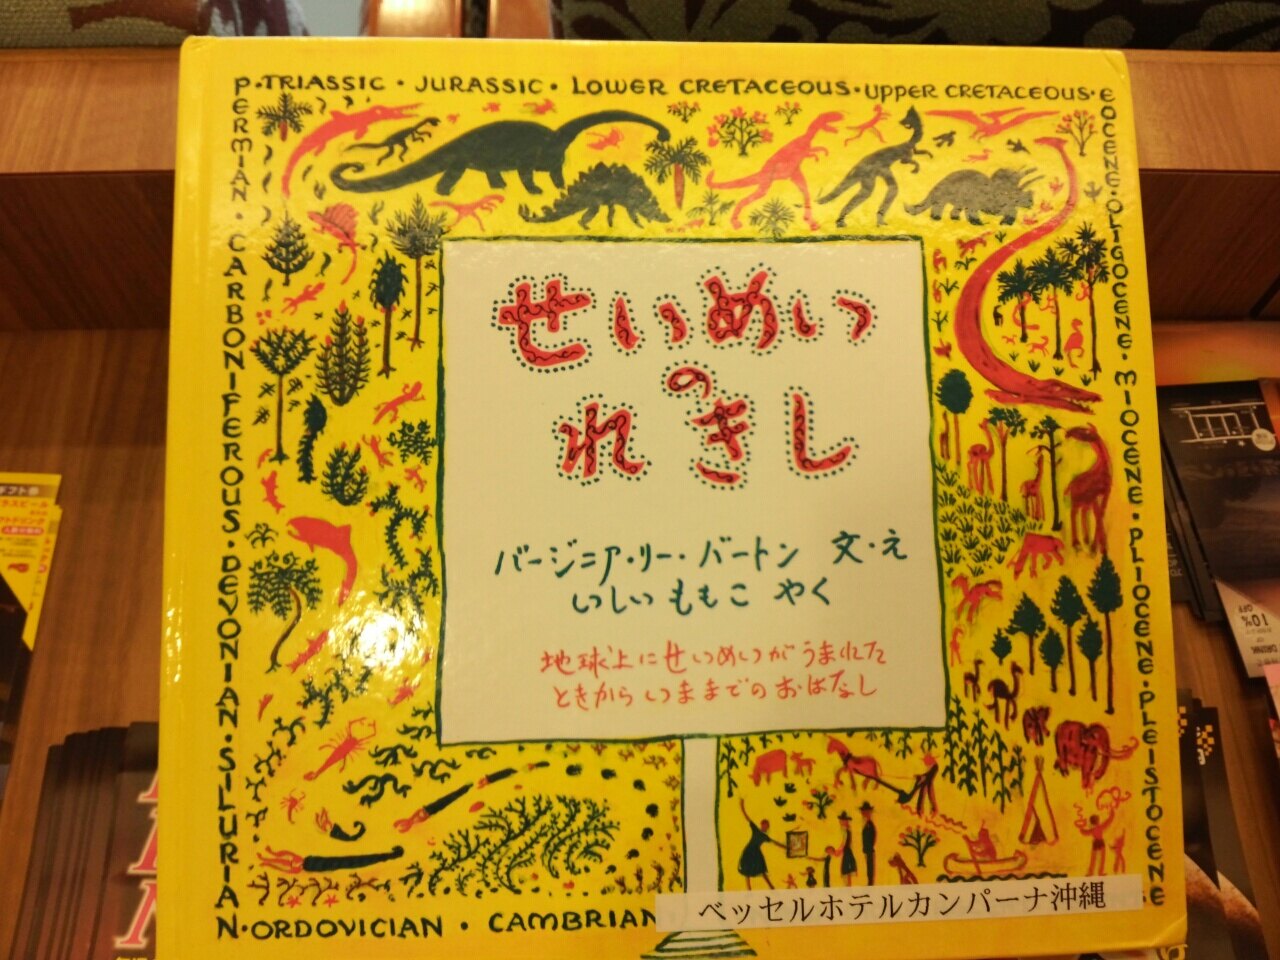 P·TRIASSIC · JURASSIC · LOWER CRETACEOUS · UPPER CRETACEOUS ·
PERMIAN · CARBONIFEROUS · DEVONIAN · SILURIAN
EOCENE · OLIGOCENE · MIOCENE · PLIOCENE · PLEISTOCENE
せいめい
の
れきし
バージニア・リー・バートン 文・え
いしい ももこ やく
地球上にせいめいがうまれた
ときからいままでのおはなし
N·ORDOVICIAN · CAMBRIAN
ベッセルホテルカンパーナ沖縄
10%
OFF
DRINK